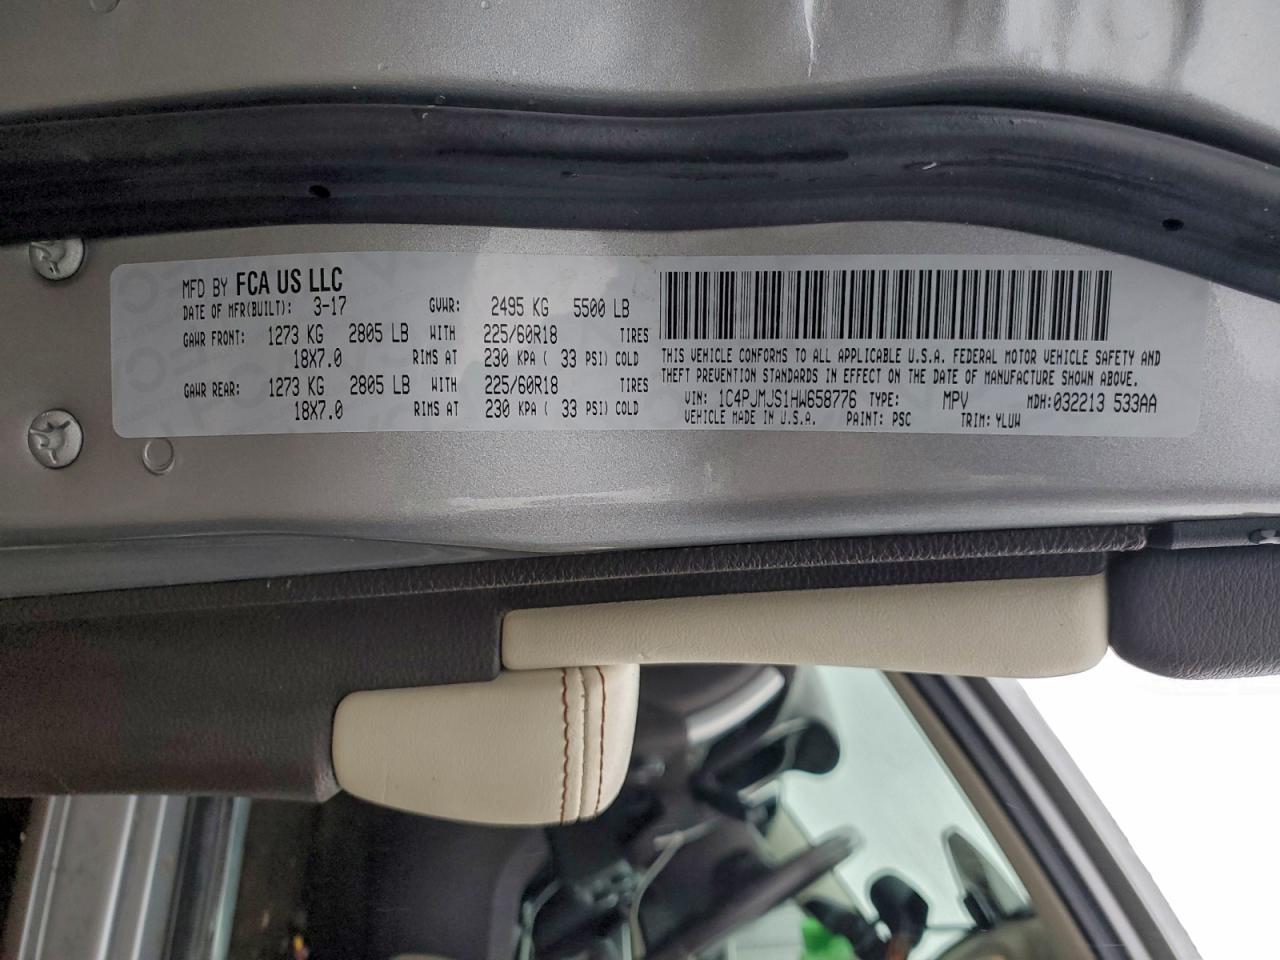 MFD BY FCA US LLC
DATE OF MFR(BUILT): 3-17 GVWR: 2495 KG 5500 LB
GAWR FRONT: 1273 KG 2805 LB WITH 225/60R18 TIRES
18X7.0 RIMS AT 230 KPA ( 33 PSI) COLD
GAWR REAR: 1273 KG 2805 LB WITH 225/60R18 TIRES
18X7.0 RIMS AT 230 KPA ( 33 PSI) COLD
THIS VEHICLE CONFORMS TO ALL APPLICABLE U.S.A. FEDERAL MOTOR VEHICLE SAFETY AND
THEFT PREVENTION STANDARDS IN EFFECT ON THE DATE OF MANUFACTURE SHOWN ABOVE.
VIN: 1C4PJMJS1HW658776 TYPE: MPV MDH:032213 533AA
VEHICLE MADE IN U.S.A. PAINT: PSC TRIM: YLUW